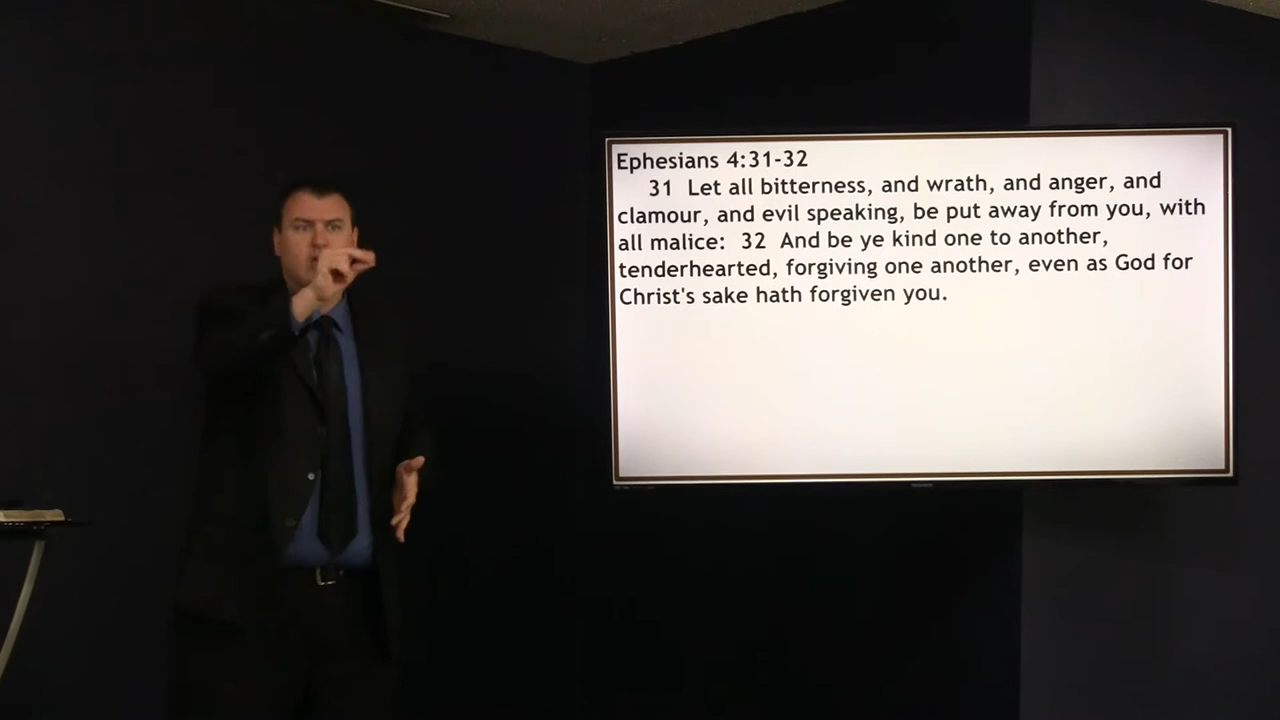 Ephesians 4:31-32
31 Let all bitterness, and wrath, and anger, and
clamour, and evil speaking, be put away from you, with
all malice: 32 And be ye kind one to another,
tenderhearted, forgiving one another, even as God for
Christ's sake hath forgiven you.